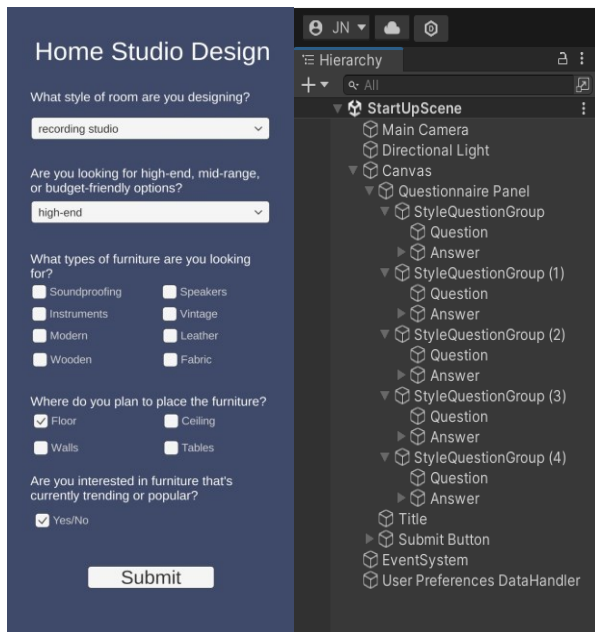 Home Studio Design
What style of room are you designing?
recording studio
Are you looking for high-end, mid-range,
or budget-friendly options?
high-end
What types of furniture are you looking
for?
Soundproofing
Speakers
Instruments
Vintage
Modern
Leather
Wooden
Fabric
Where do you plan to place the furniture?
Floor
Ceiling
Walls
Tables
Are you interested in furniture that's
currently trending or popular?
Yes/No
Submit
JN
Hierarchy
All
StartUpScene
Main Camera
Directional Light
Canvas
Questionnaire Panel
StyleQuestionGroup
Question
Answer
StyleQuestionGroup (1)
Question
Answer
StyleQuestionGroup (2)
Question
Answer
StyleQuestionGroup (3)
Question
Answer
StyleQuestionGroup (4)
Question
Answer
Title
Submit Button
EventSystem
User Preferences DataHandler